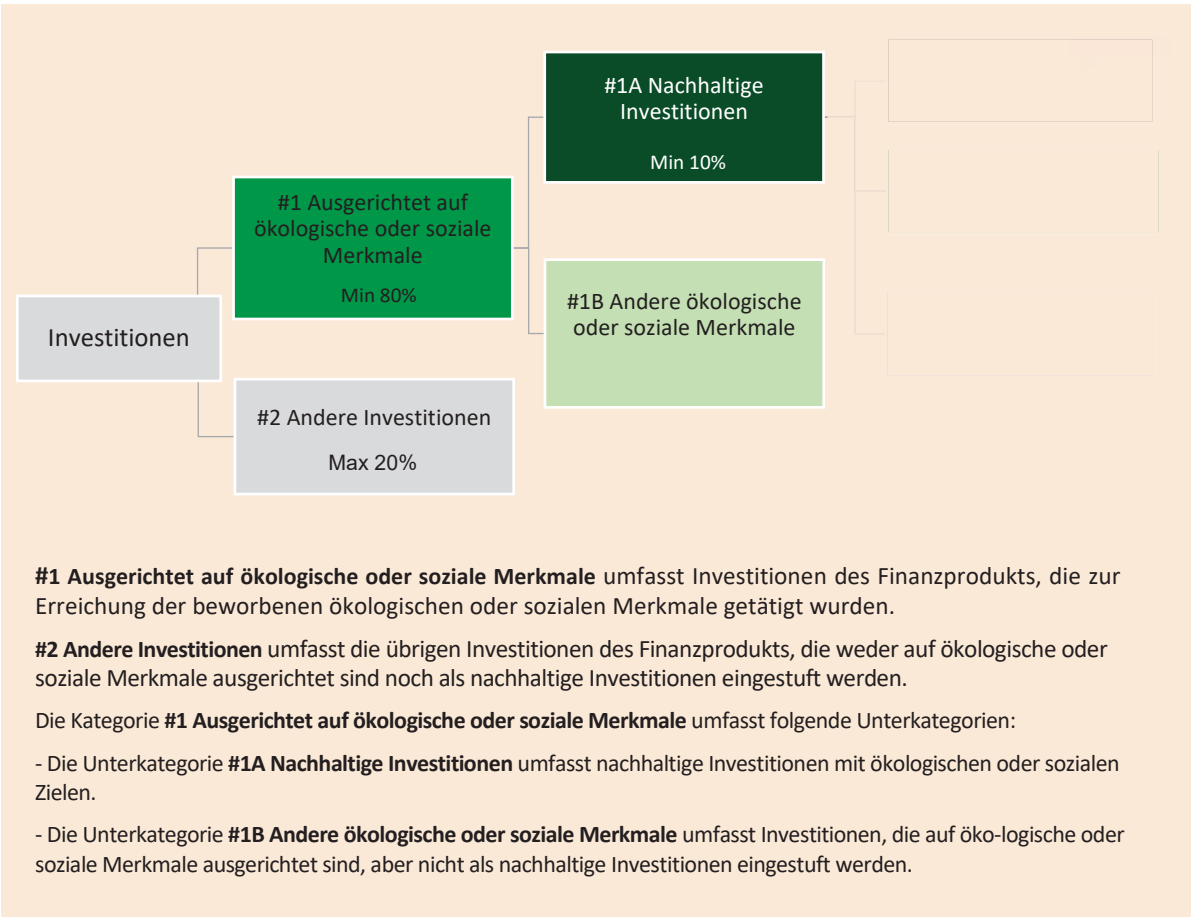 #1A Nachhaltige
Investitionen
Min 10%
#1 Ausgerichtet auf
ökologische oder soziale
Merkmale
Min 80%
#1B Andere ökologische
oder soziale Merkmale
Investitionen
#2 Andere Investitionen
Max 20%
#1 Ausgerichtet auf ökologische oder soziale Merkmale umfasst Investitionen des Finanzprodukts, die zur
Erreichung der beworbenen ökologischen oder sozialen Merkmale getätigt wurden.
#2 Andere Investitionen umfasst die übrigen Investitionen des Finanzprodukts, die weder auf ökologische oder
soziale Merkmale ausgerichtet sind noch als nachhaltige Investitionen eingestuft werden.
Die Kategorie #1 Ausgerichtet auf ökologische oder soziale Merkmale umfasst folgende Unterkategorien:
- Die Unterkategorie #1A Nachhaltige Investitionen umfasst nachhaltige Investitionen mit ökologischen oder sozialen
Zielen.
- Die Unterkategorie #1B Andere ökologische oder soziale Merkmale umfasst Investitionen, die auf öko-logische oder
soziale Merkmale ausgerichtet sind, aber nicht als nachhaltige Investitionen eingestuft werden.